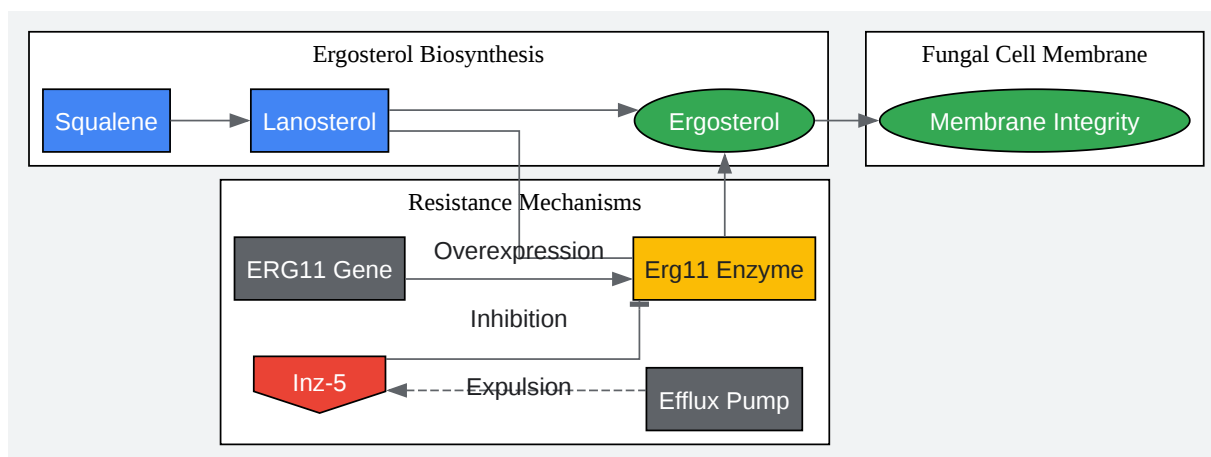 Ergosterol Biosynthesis
Fungal Cell Membrane
Squalene
Lanosterol
Ergosterol
Membrane Integrity
Resistance Mechanisms
Overexpression
ERG11 Gene
Erg11 Enzyme
Inhibition
Inz-5
Expulsion
Efflux Pump